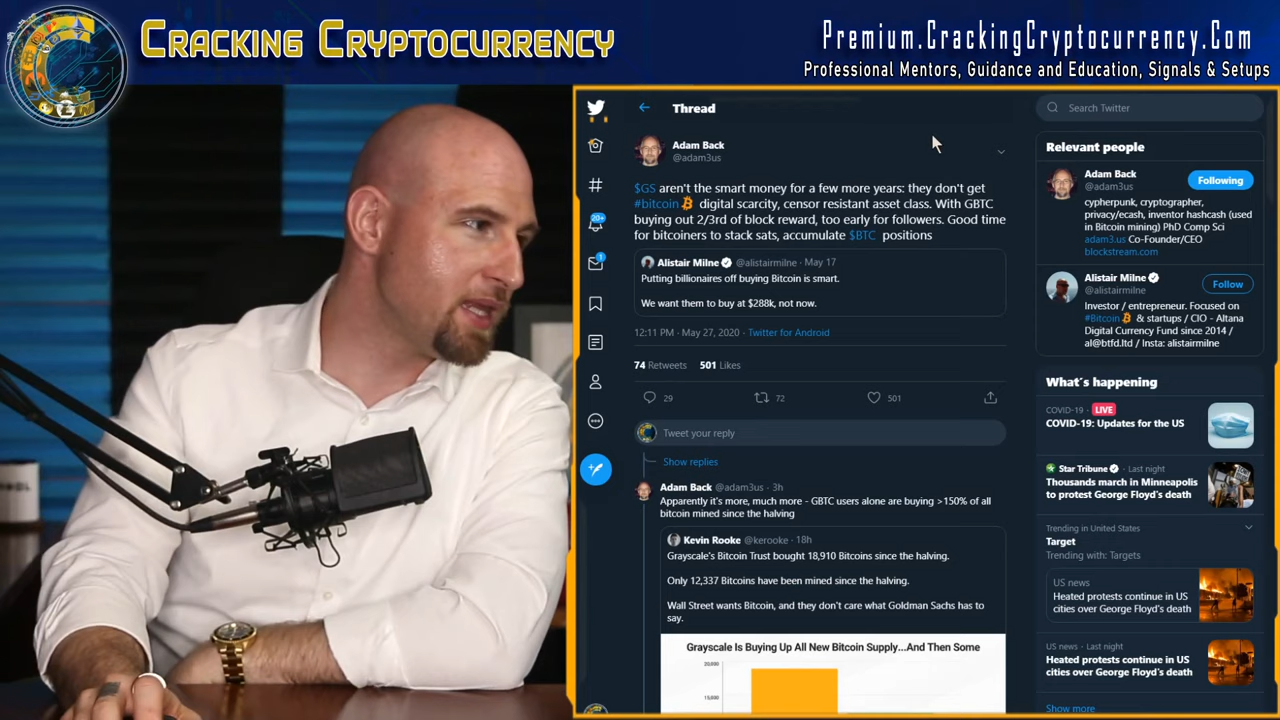 CRACKING CRYPTOCURRENCY
Premium.CrackingCryptocurrency.Com
Professional Mentors, Guidance and Education, Signals & Setups
Thread
Adam Back
@adam3us
$GS aren't the smart money for a few more years: they don't get
#bitcoin digital scarcity, censor resistant asset class. With GBTC
buying out 2/3rd of block reward, too early for followers. Good time
for bitcoiners to stack sats, accumulate $BTC positions
Alistair Milne @alistairmilne · May 17
Putting billionaires off buying Bitcoin is smart.
We want them to buy at $288k, not now.
12:11 PM · May 27, 2020 · Twitter for Android
74 Retweets 501 Likes
29 72 501
Tweet your reply
Show replies
Adam Back @adam3us · 3h
Apparently it's more, much more - GBTC users alone are buying >150% of all
bitcoin mined since the halving
Kevin Rooke @kerooke · 18h
Grayscale's Bitcoin Trust bought 18,910 Bitcoins since the halving.
Only 12,337 Bitcoins have been mined since the halving.
Wall Street wants Bitcoin, and they don't care what Goldman Sachs has to
say.
Grayscale Is Buying Up All New Bitcoin Supply...And Then Some
20,000
15,000
20+
1
Search Twitter
Relevant people
Adam Back
@adam3us
Following
cypherpunk, cryptographer,
privacy/ecash, inventor hashcash (used
in Bitcoin mining) PhD Comp Sci
adam3.us Co-Founder/CEO
blockstream.com
Alistair Milne
@alistairmilne
Follow
Investor / entrepreneur. Focused on
#Bitcoin & startups / CIO - Altana
Digital Currency Fund since 2014 /
al@btfd.ltd / Insta: alistairmilne
What's happening
COVID-19 · LIVE
COVID-19: Updates for the US
Star Tribune · Last night
Thousands march in Minneapolis
to protest George Floyd's death
Trending in United States
Target
Trending with: Targets
US news
Heated protests continue in US
cities over George Floyd's death
US news · Last night
Heated protests continue in US
cities over George Floyd's death
Show more